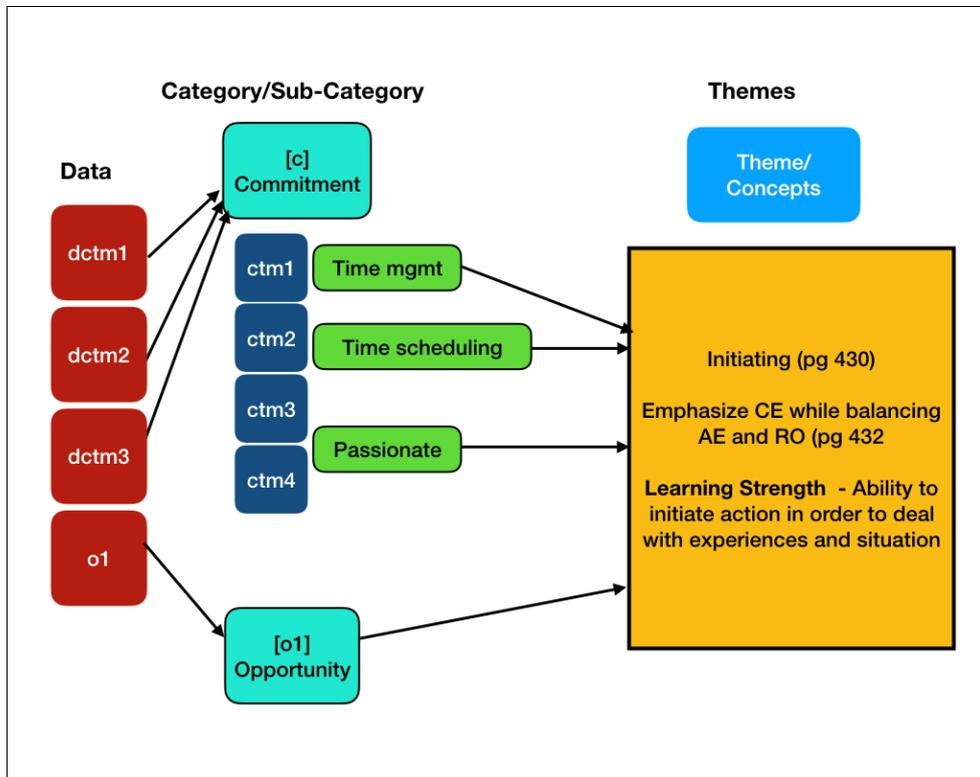 Category/Sub-Category
Themes
Data
[c]
Commitment
Theme/
Concepts
dctm1
dctm2
dctm3
o1
ctm1
Time mgmt
ctm2
Time scheduling
ctm3
Passionate
ctm4
[o1]
Opportunity
Initiating (pg 430)
Emphasize CE while balancing
AE and RO (pg 432
Learning Strength - Ability to
initiate action in order to deal
with experiences and situation